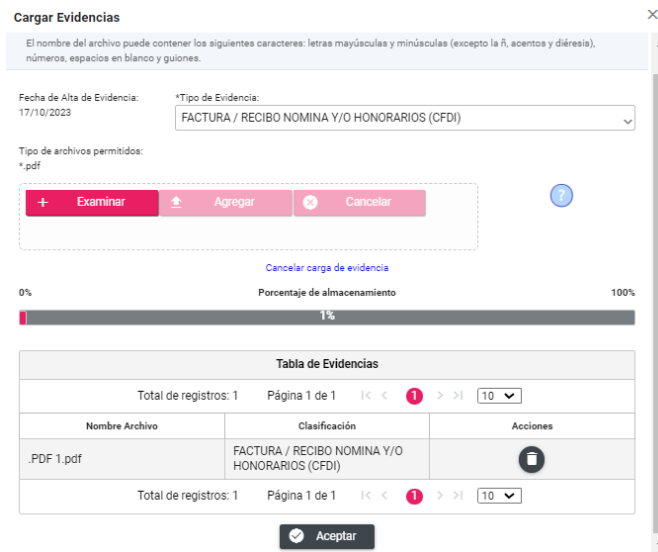 Cargar Evidencias
El nombre del archivo puede contener los siguientes caracteres: letras mayúsculas y minúsculas (excepto la ñ, acentos y diéresis),
números, espacios en blanco y guiones.
Fecha de Alta de Evidencia:
17/10/2023
*Tipo de Evidencia:
FACTURA / RECIBO NOMINA Y/O HONORARIOS (CFDI)
Tipo de archivos permitidos:
*.pdf
Examinar Agregar Cancelar
?
Cancelar carga de evidencia
0% Porcentaje de almacenamiento 100%
1%
Tabla de Evidencias
Total de registros: 1 Página 1 de 1 1 10
Nombre Archivo Clasificación Acciones
.PDF 1.pdf
FACTURA / RECIBO NOMINA Y/O
HONORARIOS (CFDI)
Total de registros: 1 Página 1 de 1 1 10
Aceptar